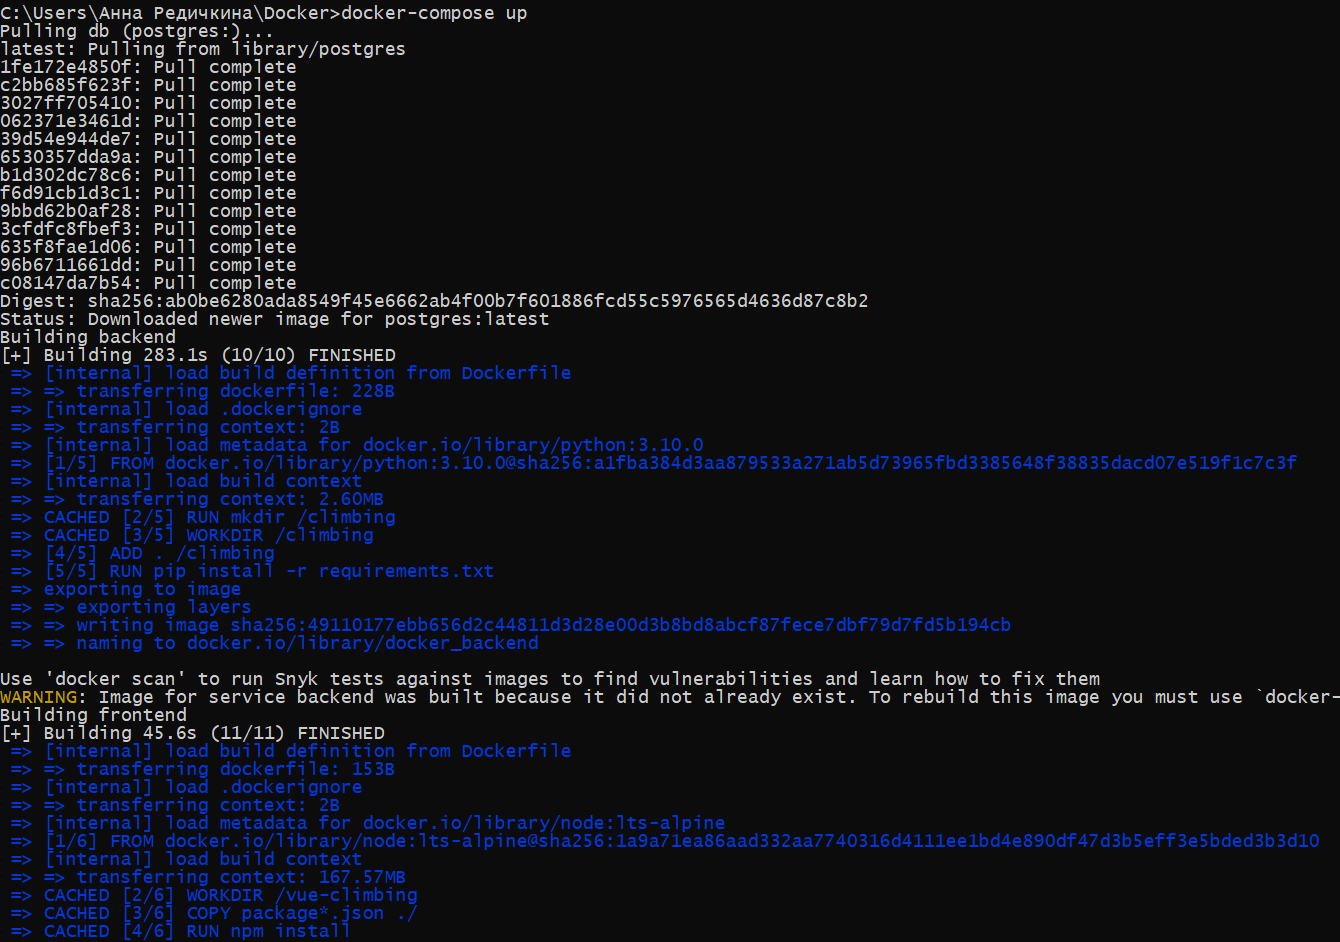 C:\Users\Анна Редичкина\Docker>docker-compose up
Pulling db (postgres:)...
latest: Pulling from library/postgres
1fe172e4850f: Pull complete
c2bb685f623f: Pull complete
3027ff705410: Pull complete
062371e3461d: Pull complete
39d54e944de7: Pull complete
6530357dda9a: Pull complete
b1d302dc78c6: Pull complete
f6d91cb1d3c1: Pull complete
9bbd62b0af28: Pull complete
3cfdfc8fbef3: Pull complete
635f8fae1d06: Pull complete
96b6711661dd: Pull complete
c08147da7b54: Pull complete
Digest: sha256:ab0be6280ada8549f45e6662ab4f00b7f601886fcd55c5976565d4636d87c8b2
Status: Downloaded newer image for postgres:latest
Building backend
[+] Building 283.1s (10/10) FINISHED
=> [internal] load build definition from Dockerfile
=> => transferring dockerfile: 228B
=> [internal] load .dockerignore
=> => transferring context: 2B
=> [internal] load metadata for docker.io/library/python:3.10.0
=> [1/5] FROM docker.io/library/python:3.10.0@sha256:a1fba384d3aa879533a271ab5d73965fbd3385648f38835dacd07e519f1c7c3f
=> [internal] load build context
=> => transferring context: 2.60MB
=> CACHED [2/5] RUN mkdir /climbing
=> CACHED [3/5] WORKDIR /climbing
=> [4/5] ADD . /climbing
=> [5/5] RUN pip install -r requirements.txt
=> exporting to image
=> => exporting layers
=> => writing image sha256:49110177ebb656d2c44811d3d28e00d3b8bd8abcf87fece7dbf79d7fd5b194cb
=> => naming to docker.io/library/docker_backend
Use 'docker scan' to run Snyk tests against images to find vulnerabilities and learn how to fix them
WARNING: Image for service backend was built because it did not already exist. To rebuild this image you must use `docker-
Building frontend
[+] Building 45.6s (11/11) FINISHED
=> [internal] load build definition from Dockerfile
=> => transferring dockerfile: 153B
=> [internal] load .dockerignore
=> => transferring context: 2B
=> [internal] load metadata for docker.io/library/node:lts-alpine
=> [1/6] FROM docker.io/library/node:lts-alpine@sha256:1a9a71ea86aad332aa7740316d4111ee1bd4e890df47d3b5eff3e5bded3b3d10
=> [internal] load build context
=> => transferring context: 167.57MB
=> CACHED [2/6] WORKDIR /vue-climbing
=> CACHED [3/6] COPY package*.json ./
=> CACHED [4/6] RUN npm install